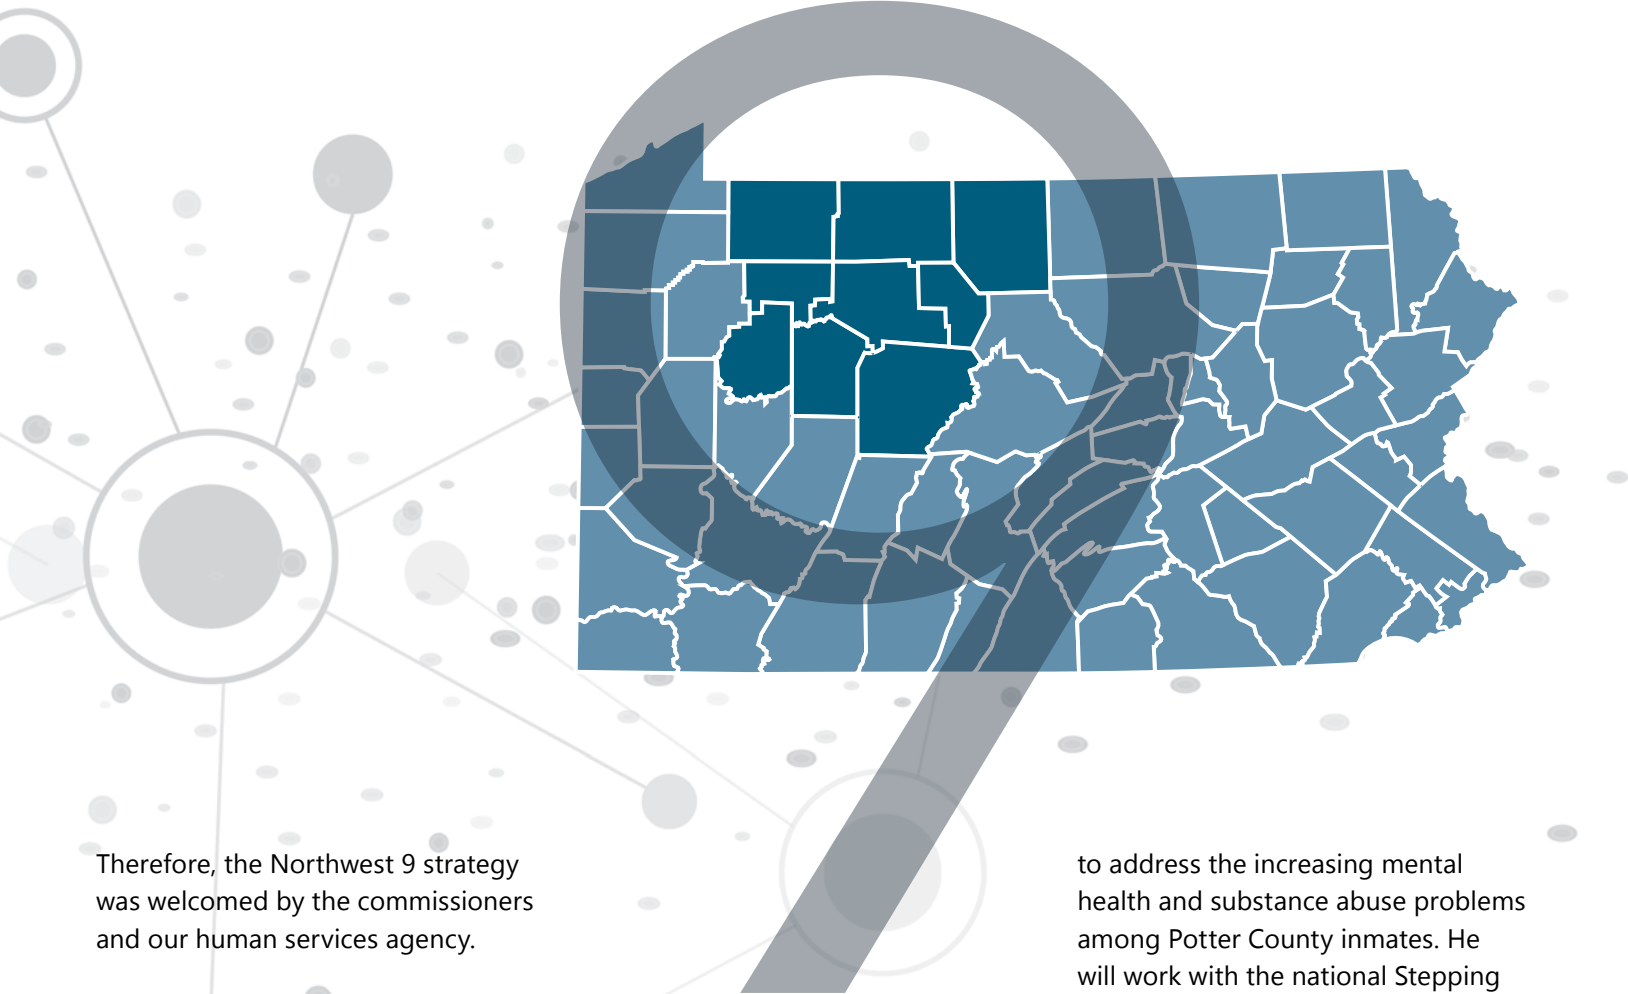 Therefore, the Northwest 9 strategy
was welcomed by the commissioners
and our human services agency.
to address the increasing mental
health and substance abuse problems
among Potter County inmates. He
will work with the national Stepping